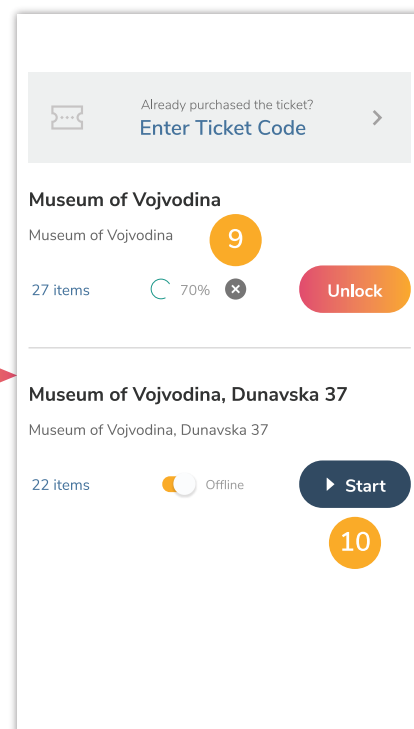 Already purchased the ticket?
Enter Ticket Code
Museum of Vojvodina
Museum of Vojvodina
9
27 items
70%
Unlock
Museum of Vojvodina, Dunavska 37
Museum of Vojvodina, Dunavska 37
22 items
Offline
Start
10